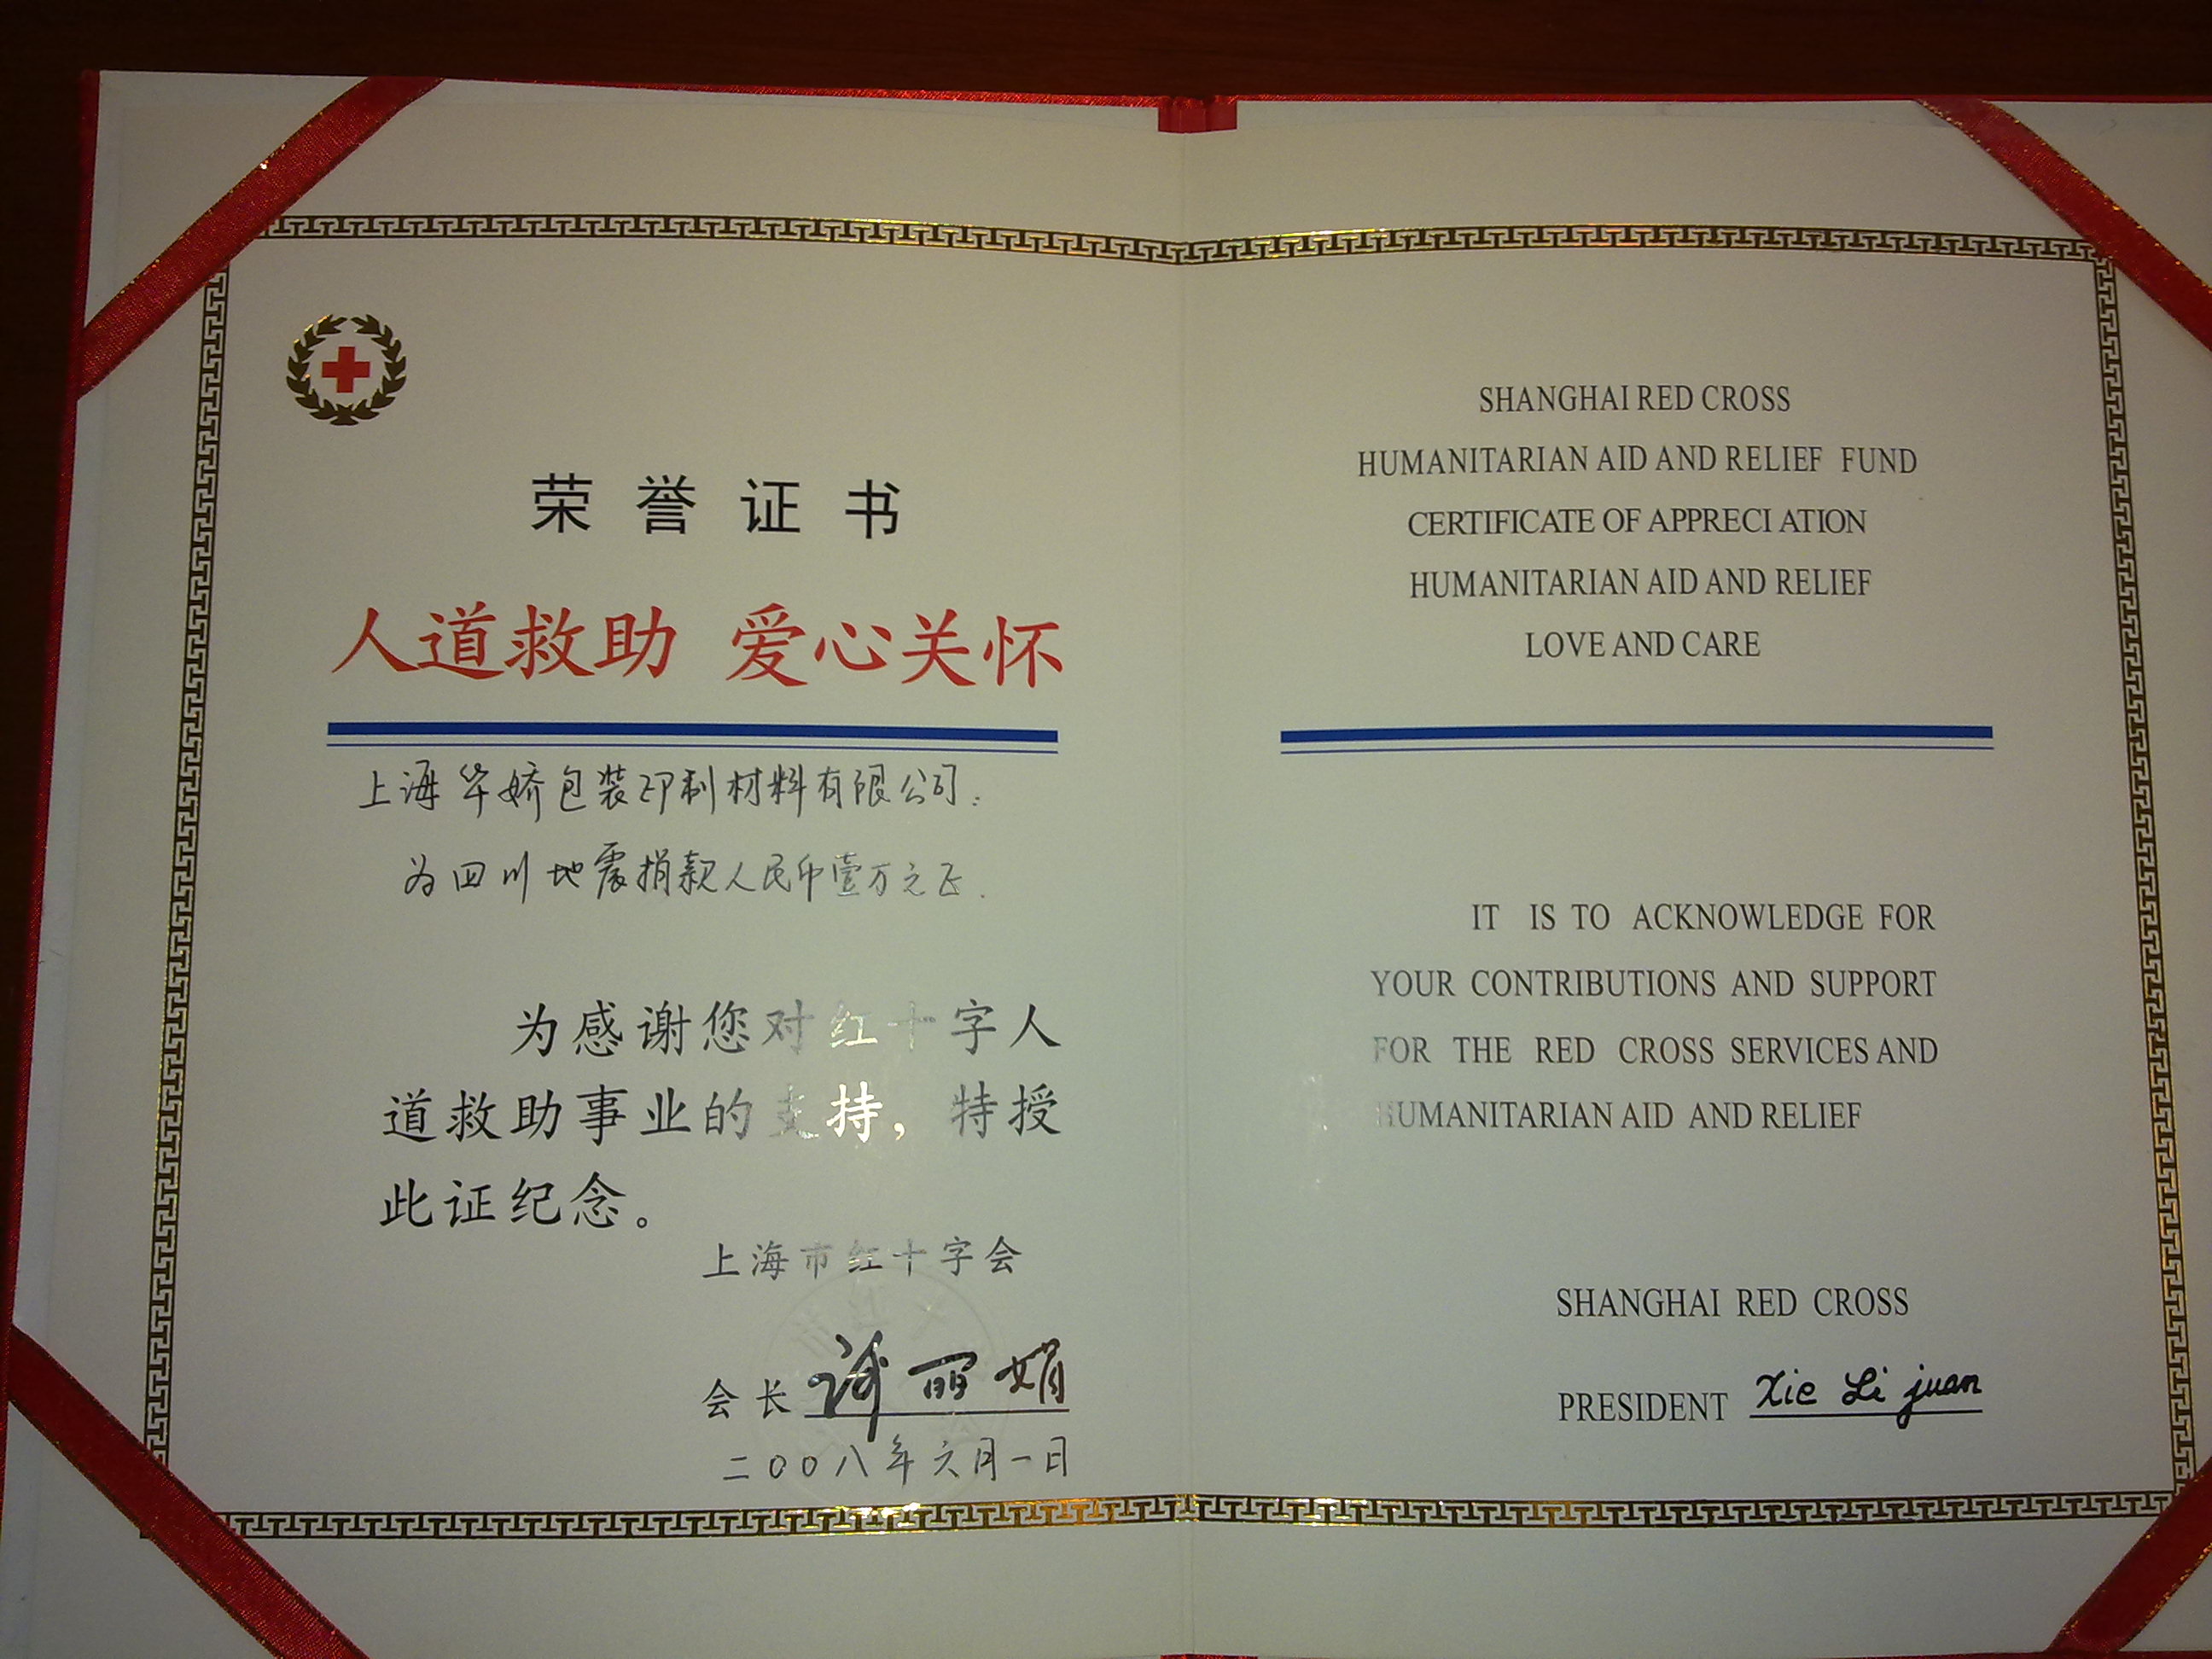 荣誉证书
人道救助 爱心关怀
上海华娇包装印刷材料有限公司:
为四川地震捐款人民币壹万元正.
为感谢您对红十字人
道救助事业的支持，特授
此证纪念。
上海市红十字会
会长 谢丽娟
二〇〇八年六月一日
SHANGHAI RED CROSS
HUMANITARIAN AID AND RELIEF FUND
CERTIFICATE OF APPRECI ATION
HUMANITARIAN AID AND RELIEF
LOVE AND CARE
IT IS TO ACKNOWLEDGE FOR
YOUR CONTRIBUTIONS AND SUPPORT
FOR THE RED CROSS SERVICES AND
HUMANITARIAN AID AND RELIEF
SHANGHAI RED CROSS
PRESIDENT Xie Li juan